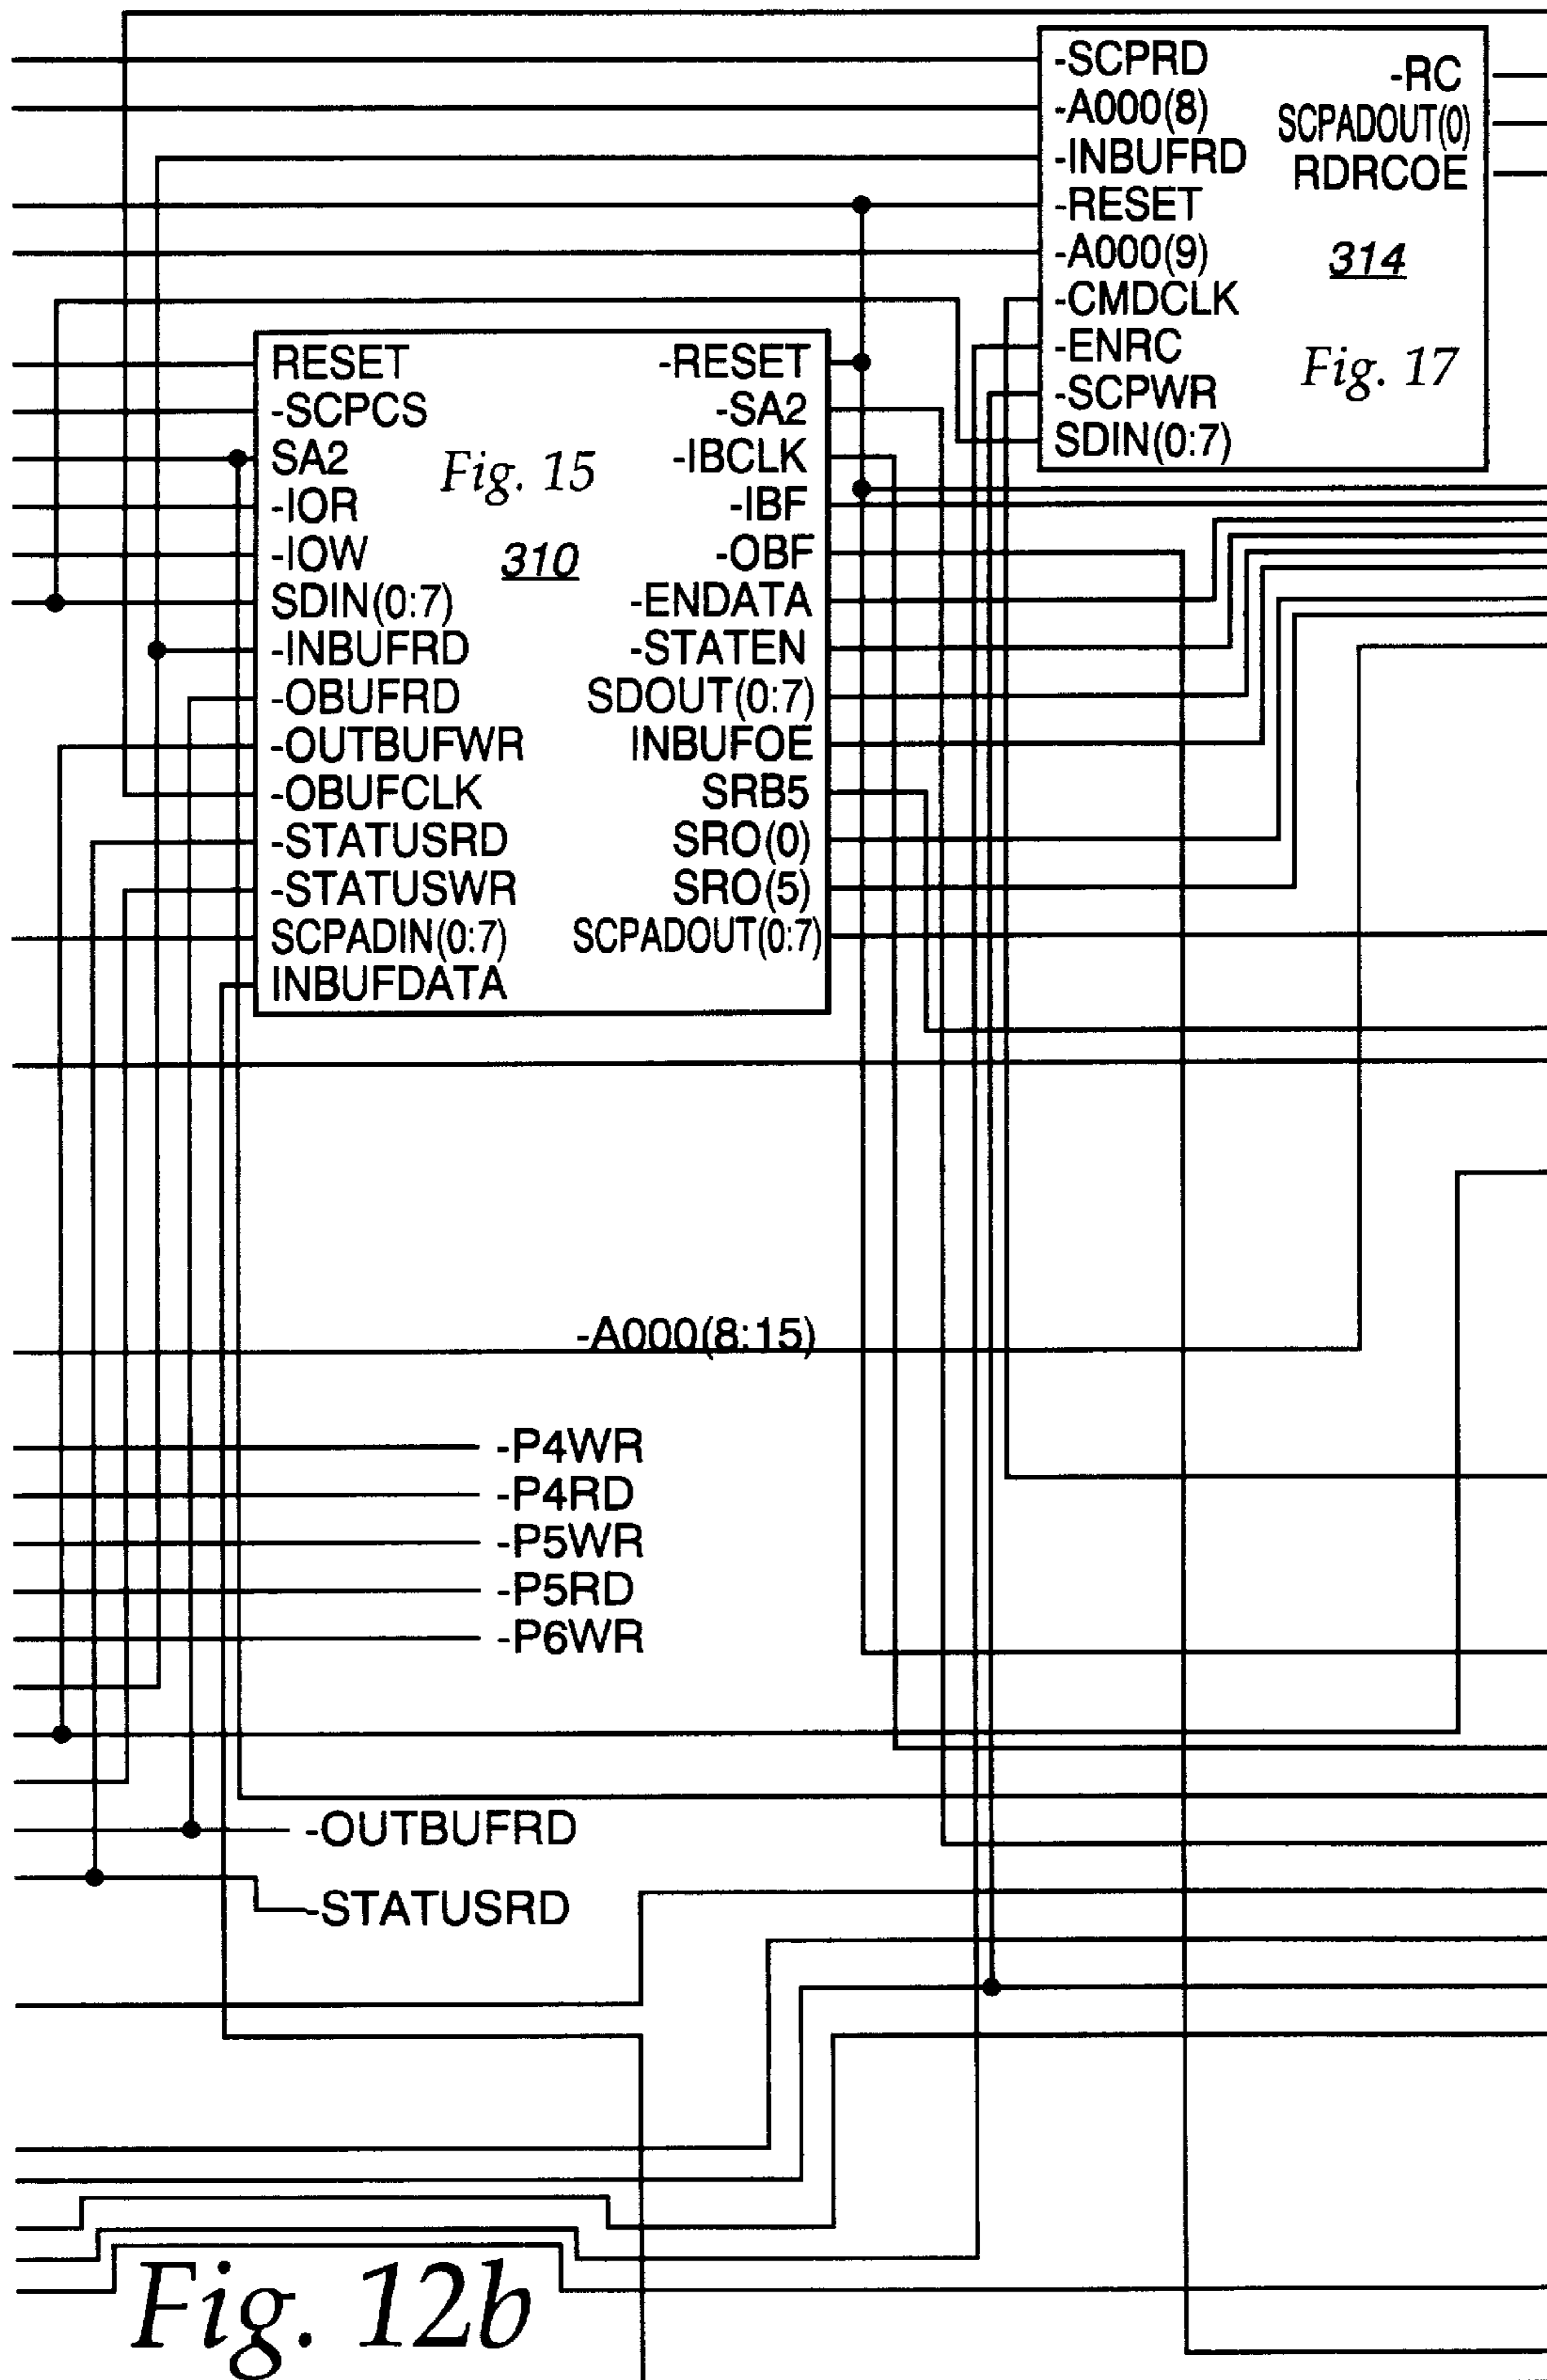 -SCPRD
-A000(8)
-INBUFRD
-RESET
-A000(9)
-CMDCLK
-ENRC
-SCPWR
SDIN(0:7)
-RC
SCPADOUT(0)
RDRCOE
314
Fig. 17
RESET
-SCPCS
SA2
-IOR
-IOW
SDIN(0:7)
-INBUFRD
-OBUFRD
-OUTBUFWR
-OBUFCLK
-STATUSRD
-STATUSWR
SCPADIN(0:7)
INBUFDATA
Fig. 15
310
-RESET
-SA2
-IBCLK
-IBF
-OBF
-ENDATA
-STATEN
SDOUT(0:7)
INBUFOE
SRB5
SRO(0)
SRO(5)
SCPADOUT(0:7)
-A000(8:15)
-P4WR
-P4RD
-P5WR
-P5RD
-P6WR
-OUTBUFRD
-STATUSRD
Fig. 12b